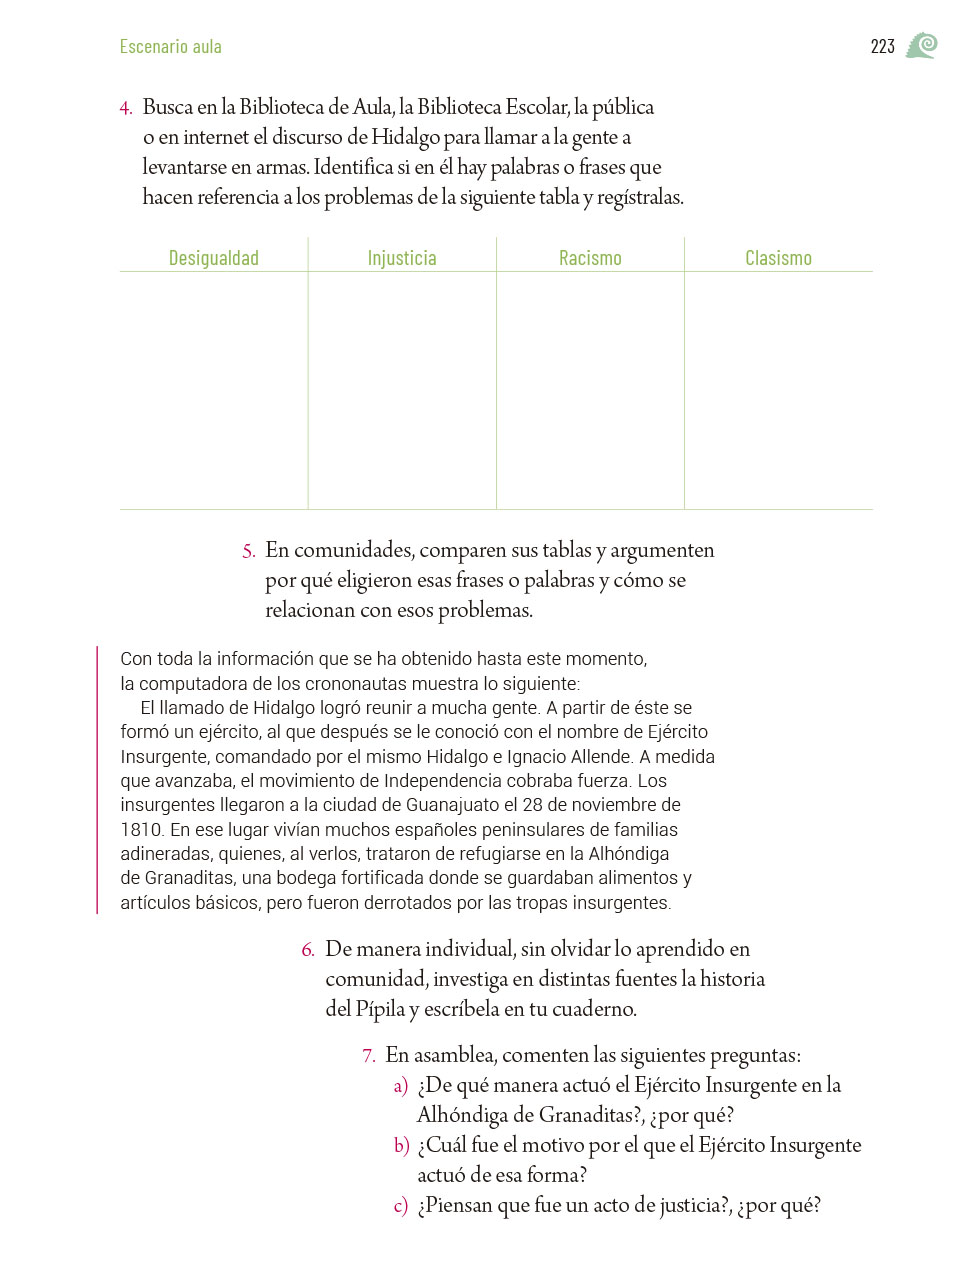 Escenario aula
223
4. Busca en la Biblioteca de Aula, la Biblioteca Escolar, la pública
o en internet el discurso de Hidalgo para llamar a la gente a
levantarse en armas. Identifica si en él hay palabras o frases que
hacen referencia a los problemas de la siguiente tabla y regístralas.
Desigualdad Injusticia Racismo Clasismo
5. En comunidades, comparen sus tablas y argumenten
por qué eligieron esas frases o palabras y cómo se
relacionan con esos problemas.
Con toda la información que se ha obtenido hasta este momento,
la computadora de los crononautas muestra lo siguiente:
El llamado de Hidalgo logró reunir a mucha gente. A partir de éste se
formó un ejército, al que después se le conoció con el nombre de Ejército
Insurgente, comandado por el mismo Hidalgo e Ignacio Allende. A medida
que avanzaba, el movimiento de Independencia cobraba fuerza. Los
insurgentes llegaron a la ciudad de Guanajuato el 28 de noviembre de
1810. En ese lugar vivían muchos españoles peninsulares de familias
adineradas, quienes, al verlos, trataron de refugiarse en la Alhóndiga
de Granaditas, una bodega fortificada donde se guardaban alimentos y
artículos básicos, pero fueron derrotados por las tropas insurgentes.
6. De manera individual, sin olvidar lo aprendido en
comunidad, investiga en distintas fuentes la historia
del Pípila y escríbela en tu cuaderno.
7. En asamblea, comenten las siguientes preguntas:
a) ¿De qué manera actuó el Ejército Insurgente en la
Alhóndiga de Granaditas?, ¿por qué?
b) ¿Cuál fue el motivo por el que el Ejército Insurgente
actuó de esa forma?
c) ¿Piensan que fue un acto de justicia?, ¿por qué?